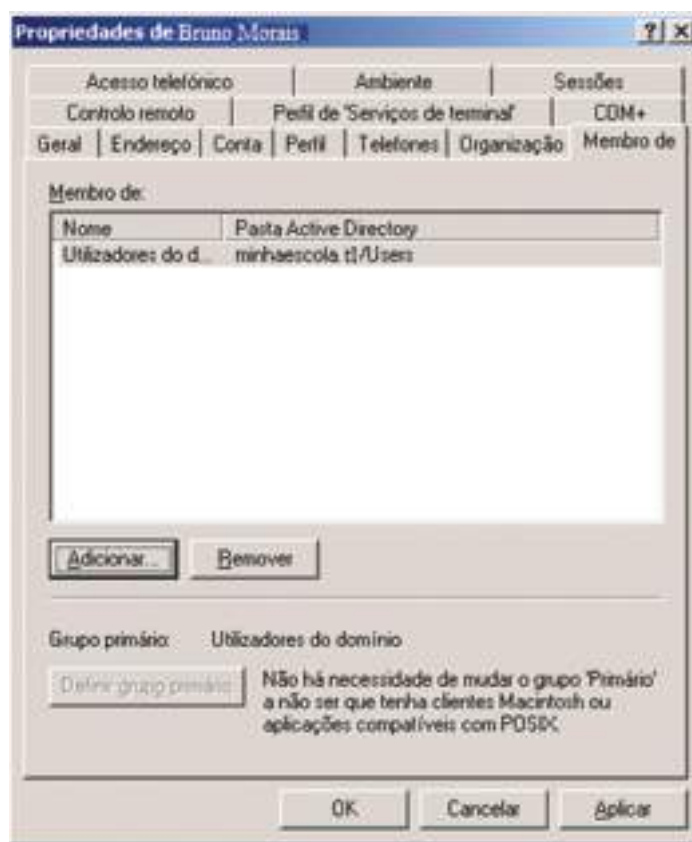 Propriedades de Bruno Morais
Acesso telefónico
Ambiente
Sessões
Controlo remoto
Perfil de 'Serviços de terminal'
COM+
Geral
Endereço
Conta
Perfil
Telefones
Organização
Membro de
Membro de:
Nome
Pasta Active Directory
Utilizadores do d...
minhaescola.t1/Users
Adicionar...
Remover
Grupo primário:
Utilizadores do domínio
Definir grupo primário
Não há necessidade de mudar o grupo 'Primário'
a não ser que tenha clientes Macintosh ou
aplicações compatíveis com POSIX.
OK
Cancelar
Aplicar